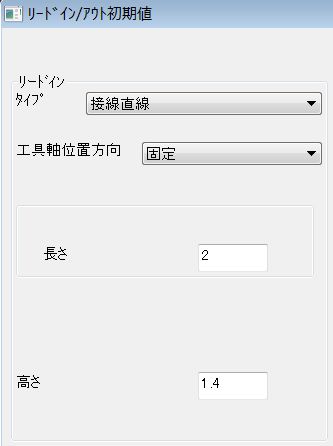 ﾘｰﾄﾞｲﾝ/ｱｳﾄ初期値
ﾘｰﾄﾞｲﾝ
ﾀｲﾌﾟ 接線直線
工具軸位置方向 固定
長さ 2
高さ 1.4